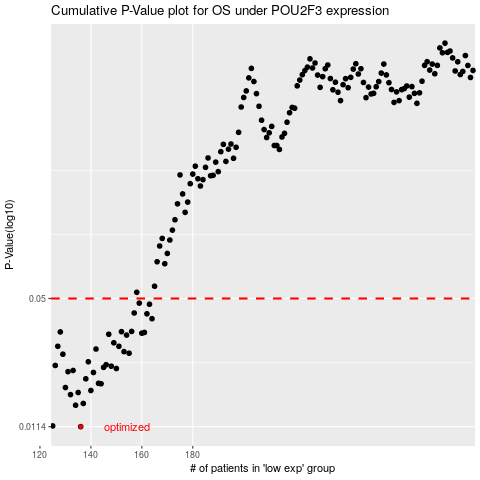 Cumulative P-Value plot for OS under POU2F3 expression
P-Value(log10)
0.05
0.0114
optimized
120 140 160 180
# of patients in 'low exp' group